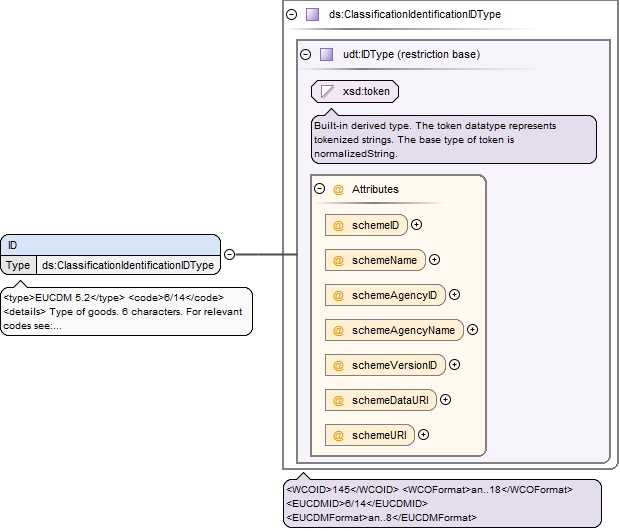 ds:ClassificationIdentificationIDType
udt:IDType (restriction base)
xsd:token
Built-in derived type. The token datatype represents
tokenized strings. The base type of token is
normalizedString.
@ Attributes
@ schemeID
@ schemeName
@ schemeAgencyID
@ schemeAgencyName
@ schemeVersionID
@ schemeDataURI
@ schemeURI
ID
Type ds:ClassificationIdentificationIDType
<type>EUCDM 5.2</type> <code>6/14</code>
<details> Type of goods. 6 characters. For relevant
codes see:...
<WCOID>145</WCOID> <WCOFormat>an..18</WCOFormat>
<EUCDMID>6/14</EUCDMID>
<EUCDMFormat>an..8</EUCDMFormat>